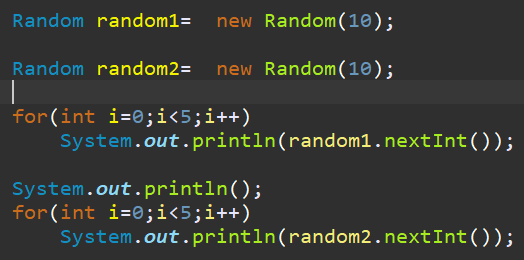 Random random1=  new Random(10);
Random random2=  new Random(10);
for(int i=0;i<5;i++)
    System.out.println(random1.nextInt());
System.out.println();
for(int i=0;i<5;i++)
    System.out.println(random2.nextInt());